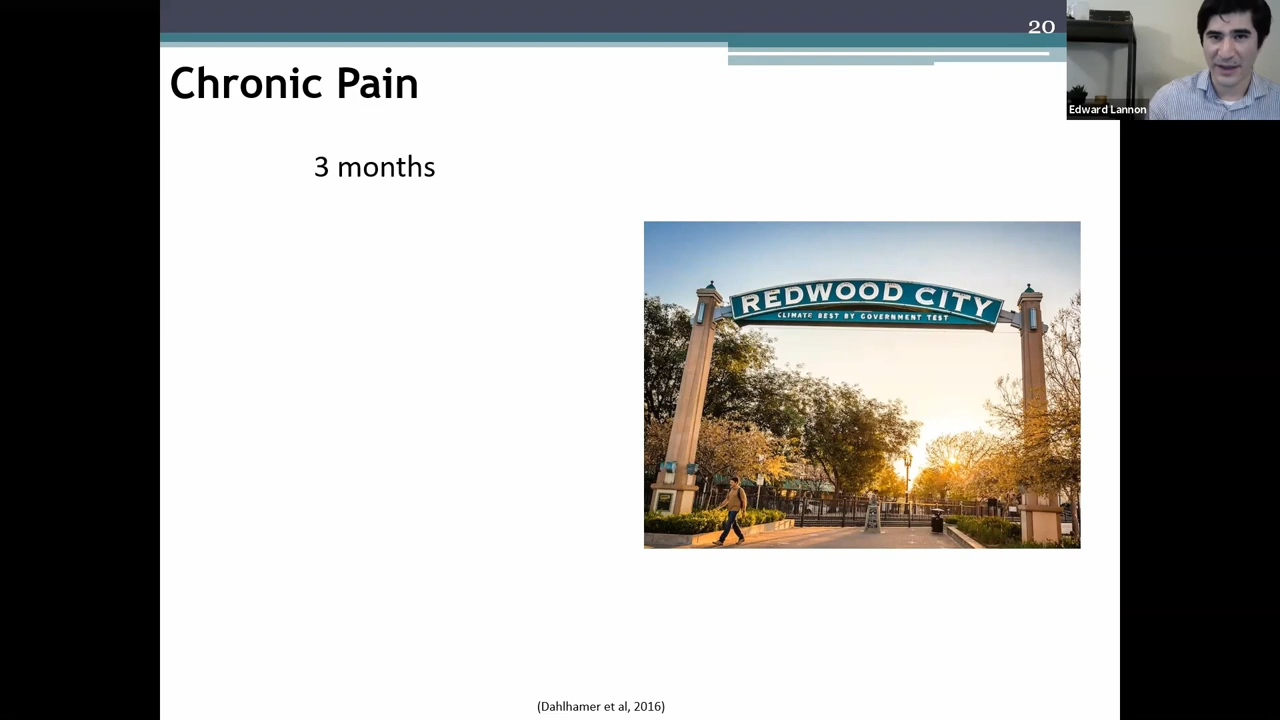 20
Edward Lannon
Chronic Pain
3 months
REDWOOD CITY
CLIMATE BEST BY GOVERNMENT TEST
(Dahlhamer et al, 2016)